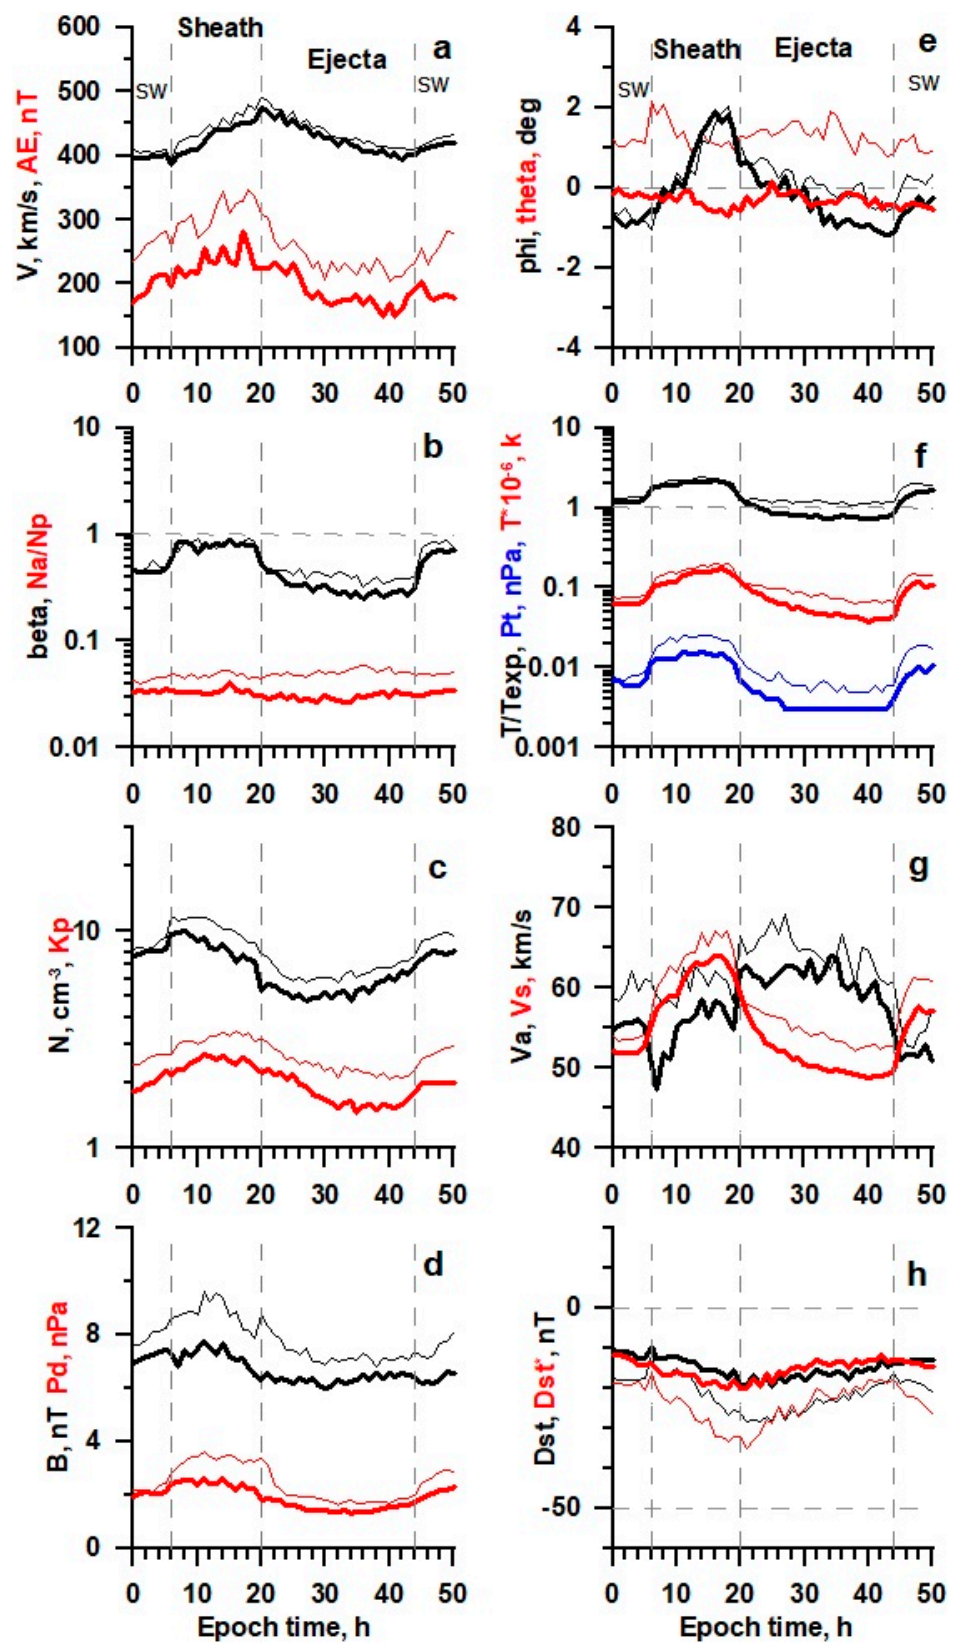 600
500
400
300
200
100
V, km/s, AE, nT
Sheath
Ejecta
SW
SW
a
0 10 20 30 40 50
4
2
0
-2
-4
phi, theta, deg
Sheath
Ejecta
SW
SW
e
0 10 20 30 40 50
10
1
0.1
0.01
beta, Na/Np
b
0 10 20 30 40 50
10
1
0.1
0.01
0.001
T/Texp, Pt, nPa, T*10⁻⁶, k
f
0 10 20 30 40 50
10
1
N, cm⁻³, Kp
c
0 10 20 30 40 50
80
70
60
50
40
Va, Vs, km/s
g
0 10 20 30 40 50
12
8
4
0
B, nT Pd, nPa
d
0 10 20 30 40 50
Epoch time, h
0
-50
Dst, Dst*, nT
h
0 10 20 30 40 50
Epoch time, h